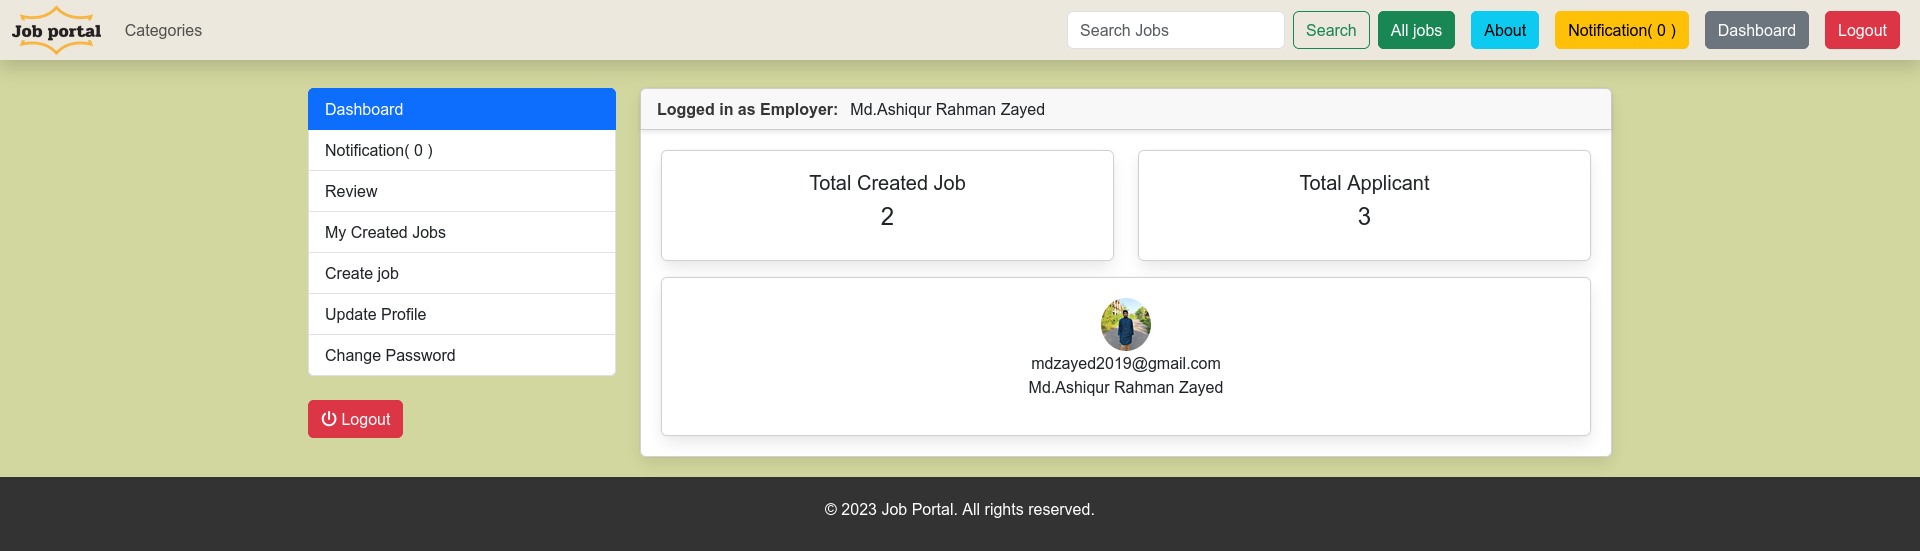 Job portal
Categories
Search Jobs
Search
All jobs
About
Notification( 0 )
Dashboard
Logout
Dashboard
Notification( 0 )
Review
My Created Jobs
Create job
Update Profile
Change Password
Logout
Logged in as Employer: Md.Ashiqur Rahman Zayed
Total Created Job
2
Total Applicant
3
mdzayed2019@gmail.com
Md.Ashiqur Rahman Zayed
© 2023 Job Portal. All rights reserved.